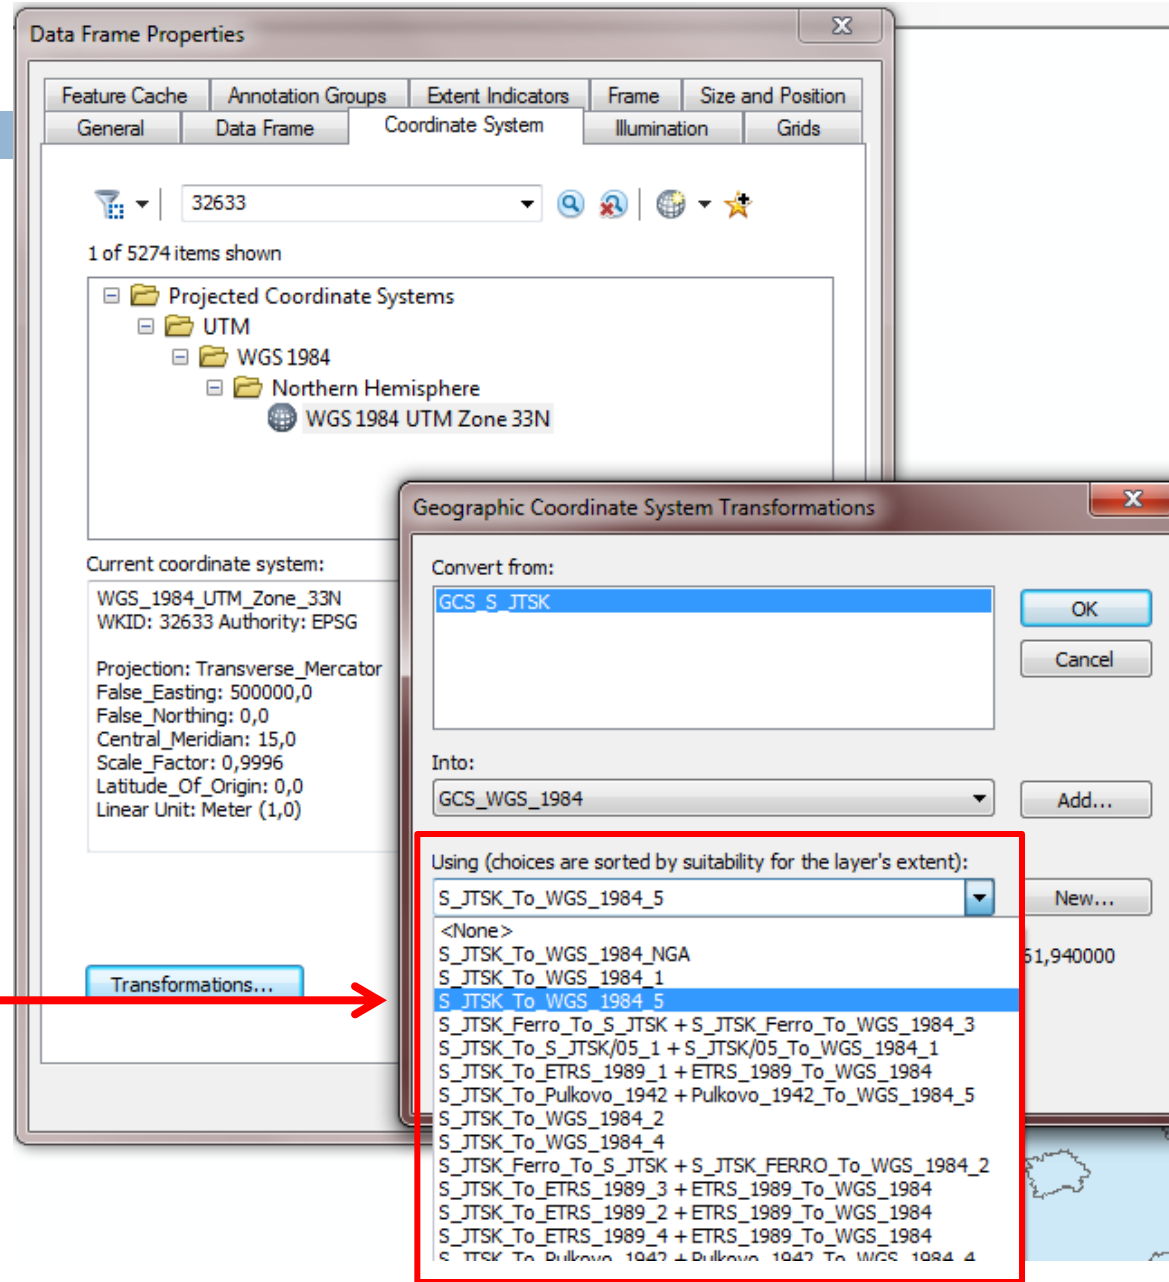 Data Frame Properties
Feature Cache
Annotation Groups
Extent Indicators
Frame
Size and Position
General
Data Frame
Coordinate System
Illumination
Grids
32633
1 of 5274 items shown
Projected Coordinate Systems
UTM
WGS 1984
Northern Hemisphere
WGS 1984 UTM Zone 33N
Current coordinate system:
WGS_1984_UTM_Zone_33N
WKID: 32633 Authority: EPSG
Projection: Transverse_Mercator
False_Easting: 500000,0
False_Northing: 0,0
Central_Meridian: 15,0
Scale_Factor: 0,9996
Latitude_Of_Origin: 0,0
Linear Unit: Meter (1,0)
Transformations...
Geographic Coordinate System Transformations
Convert from:
GCS_S_JTSK
OK
Cancel
Into:
GCS_WGS_1984
Add...
Using (choices are sorted by suitability for the layer's extent):
S_JTSK_To_WGS_1984_5
New...
<None>
S_JTSK_To_WGS_1984_NGA
51,940000
S_JTSK_To_WGS_1984_1
S_JTSK_To_WGS_1984_5
S_JTSK_Ferro_To_S_JTSK + S_JTSK_Ferro_To_WGS_1984_3
S_JTSK_To_S_JTSK/05_1 + S_JTSK/05_To_WGS_1984_1
S_JTSK_To_ETRS_1989_1 + ETRS_1989_To_WGS_1984
S_JTSK_To_Pulkovo_1942 + Pulkovo_1942_To_WGS_1984_5
S_JTSK_To_WGS_1984_2
S_JTSK_To_WGS_1984_4
S_JTSK_Ferro_To_S_JTSK + S_JTSK_FERRO_To_WGS_1984_2
S_JTSK_To_ETRS_1989_3 + ETRS_1989_To_WGS_1984
S_JTSK_To_ETRS_1989_2 + ETRS_1989_To_WGS_1984
S_JTSK_To_ETRS_1989_4 + ETRS_1989_To_WGS_1984
S_JTSK_To_Pulkovo_1942 + Pulkovo_1942_To_WGS_1984_4